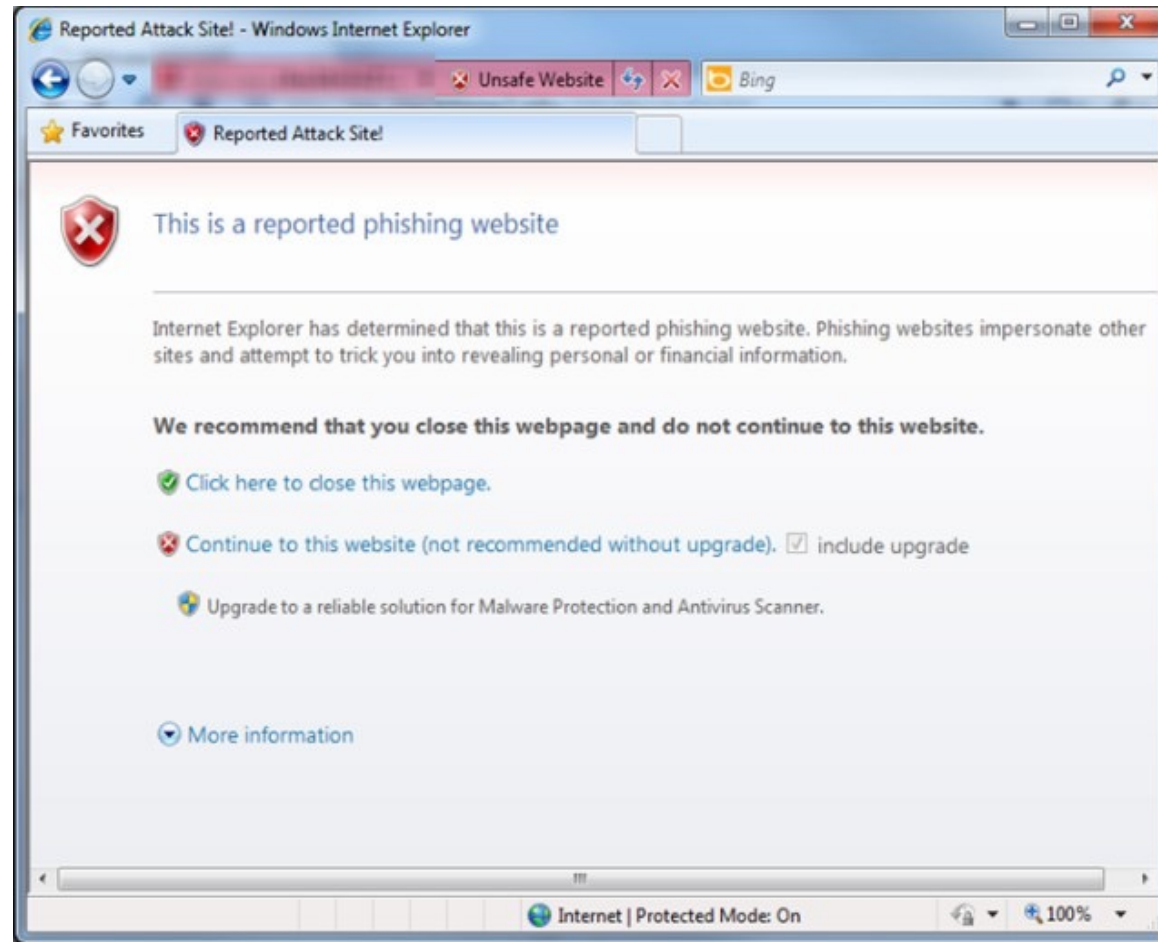 Reported Attack Site! - Windows Internet Explorer
Unsafe Website
Bing
Favorites
Reported Attack Site!
This is a reported phishing website
Internet Explorer has determined that this is a reported phishing website. Phishing websites impersonate other
sites and attempt to trick you into revealing personal or financial information.
We recommend that you close this webpage and do not continue to this website.
Click here to close this webpage.
Continue to this website (not recommended without upgrade). include upgrade
Upgrade to a reliable solution for Malware Protection and Antivirus Scanner.
More information
Internet | Protected Mode: On
100%